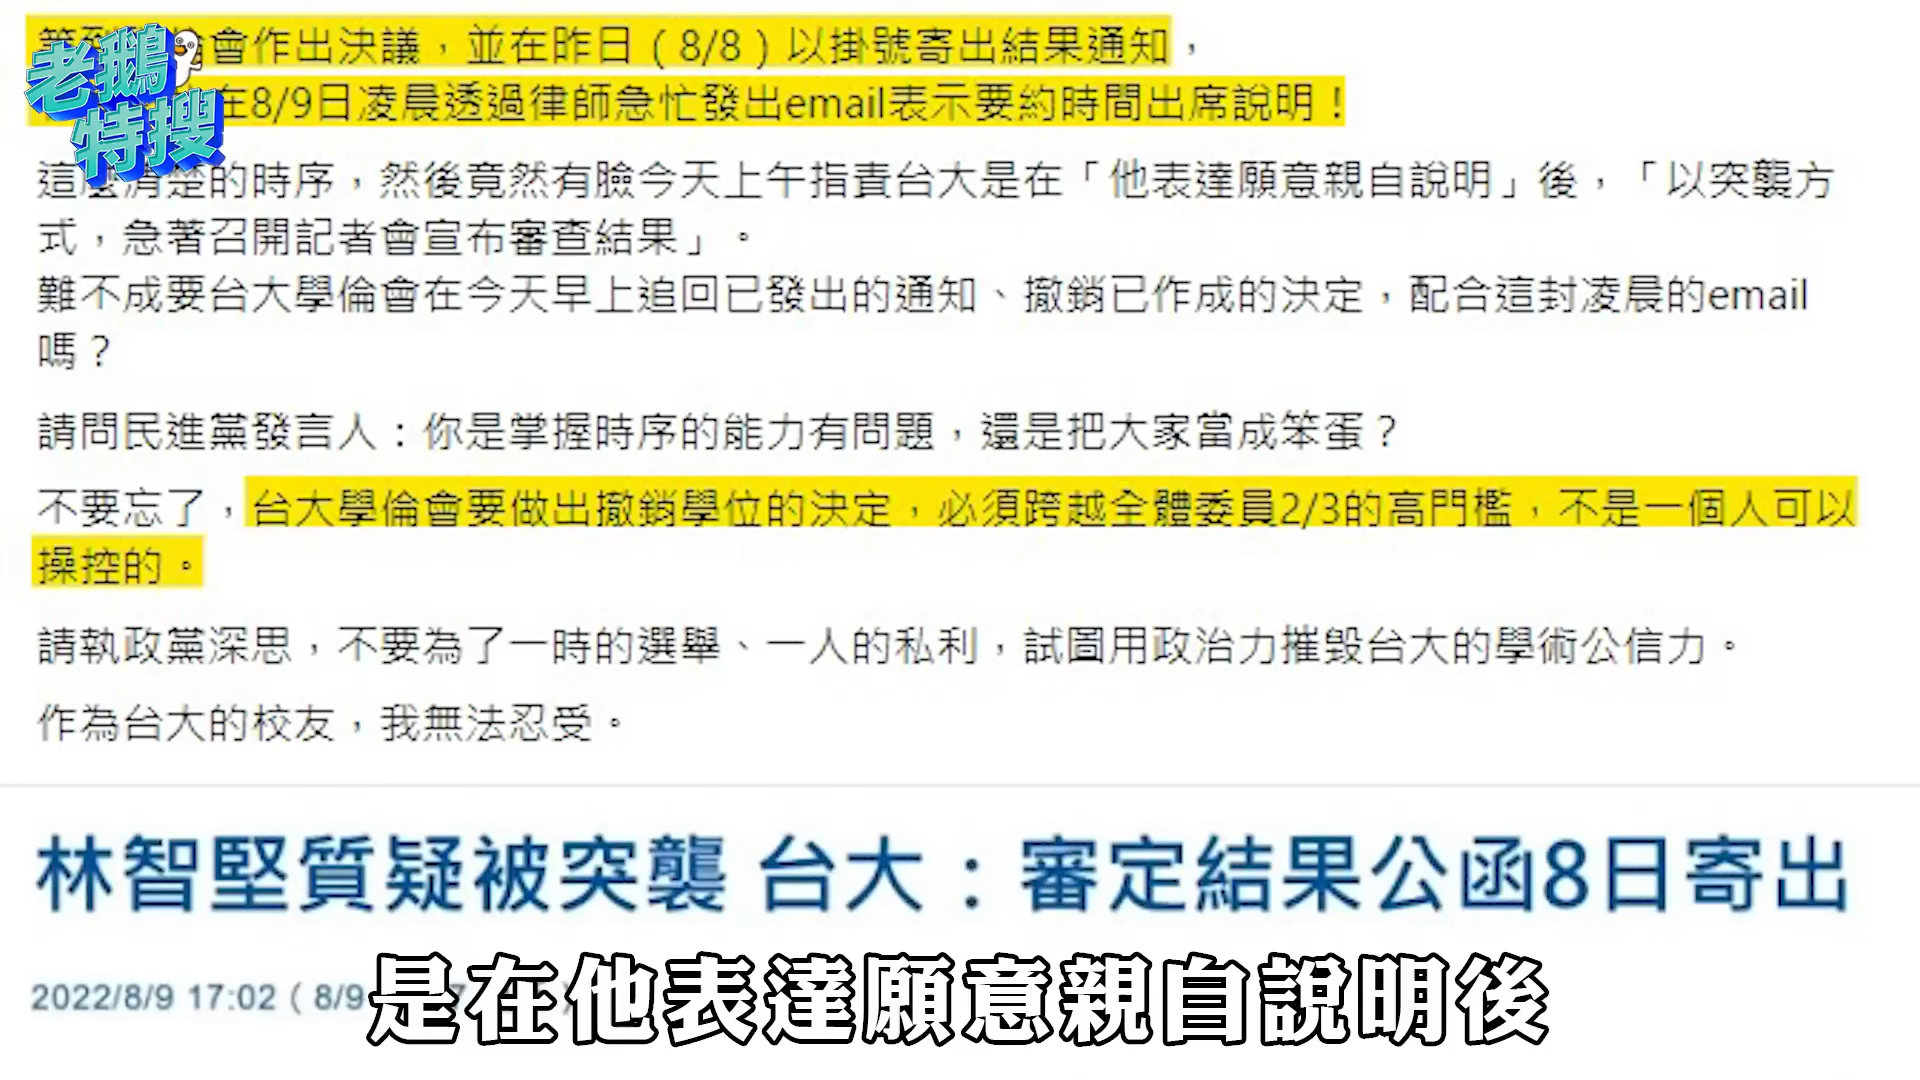 老鵝
特搜
會作出決議，並在昨日（8/8）以掛號寄出結果通知，
在8/9日凌晨透過律師急忙發出email表示要約時間出席說明！
這麼清楚的時序，然後竟然有臉今天上午指責台大是在「他表達願意親自說明」後，「以突襲方
式，急著召開記者會宣布審查結果」。
難不成要台大學倫會在今天早上追回已發出的通知、撤銷已作成的決定，配合這封凌晨的email
嗎？
請問民進黨發言人：你是掌握時序的能力有問題，還是把大家當成笨蛋？
不要忘了，台大學倫會要做出撤銷學位的決定，必須跨越全體委員2/3的高門檻，不是一個人可以
操控的。
請執政黨深思，不要為了一時的選舉、一人的私利，試圖用政治力摧毀台大的學術公信力。
作為台大的校友，我無法忍受。
林智堅質疑被突襲 台大：審定結果公函8日寄出
2022/8/9 17:02（8/9
是在他表達願意親自說明後